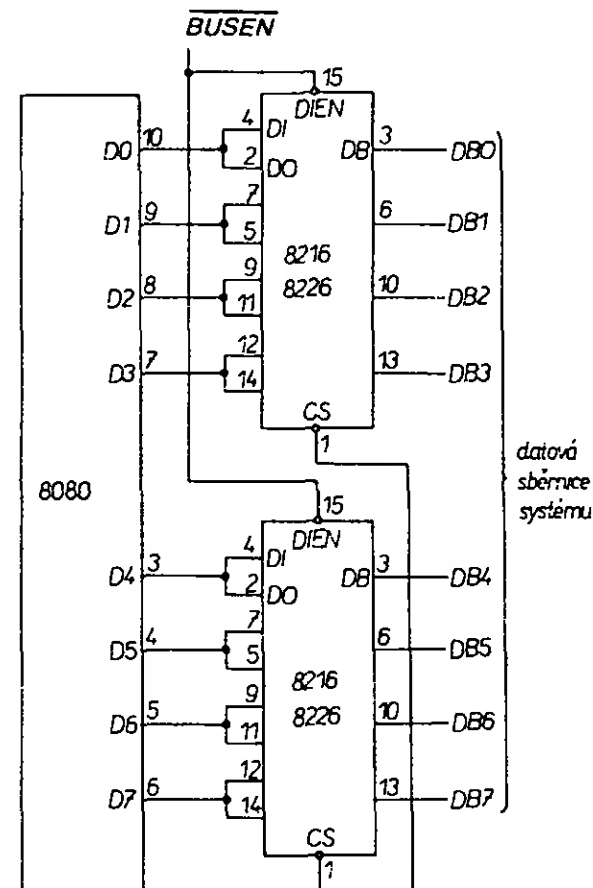 BUSEN
15
DIEN
4 DI
D0 10
2 DO
DB 3 DB0
7
D1 9
5
6 DB1
8216
9
D2 8
8226
11
10 DB2
12
D3 7
14
13 DB3
CS
1
datová
sběrnice
systému
8080
15
DIEN
4 DI
D4 3
2 DO
DB 3 DB4
7
D5 4
5
6 DB5
8216
9
D6 5
8226
11
10 DB6
12
D7 6
14
13 DB7
CS
1